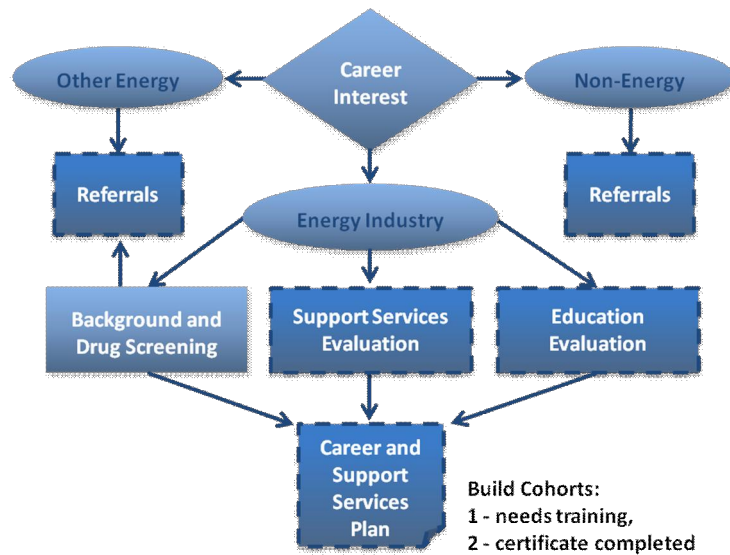 Career
Interest
Other Energy
Non-Energy
Referrals
Referrals
Energy Industry
Background and
Drug Screening
Support Services
Evaluation
Education
Evaluation
Career and
Support
Services
Plan
Build Cohorts:
1 - needs training,
2 - certificate completed